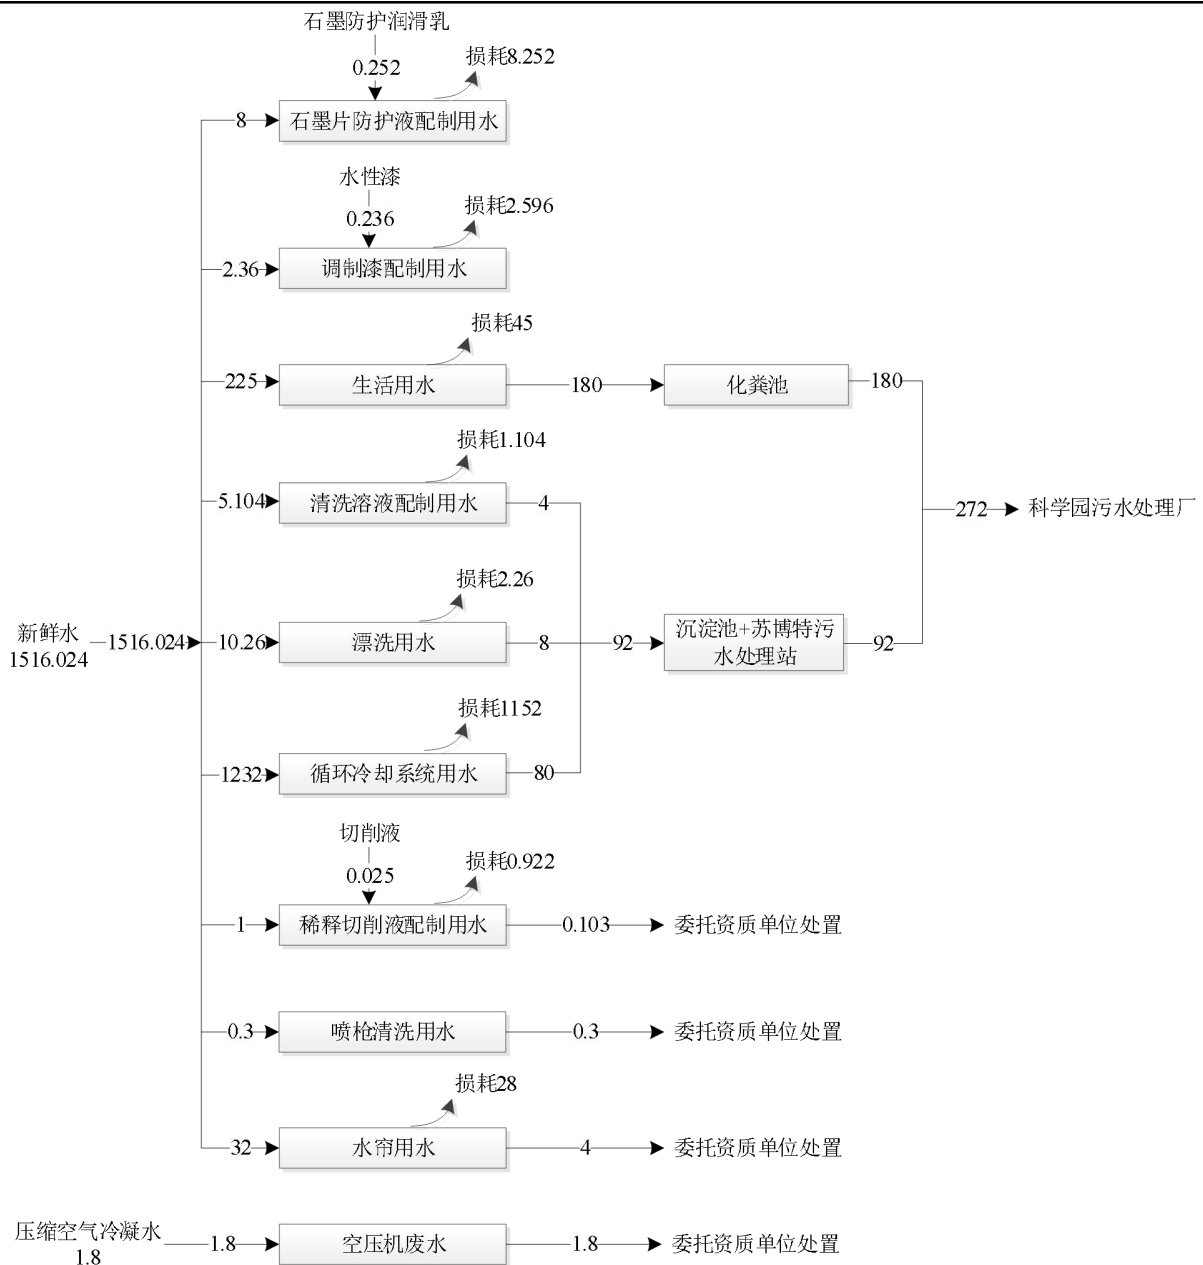 石墨防护润滑乳
0.252
损耗8.252
8
石墨片防护液配制用水
水性漆
0.236
损耗2.596
2.36
调制漆配制用水
损耗45
225
生活用水
180
化粪池
180
损耗1.104
5.104
清洗溶液配制用水
4
272
科学园污水处理厂
损耗2.26
新鲜水
1516.024
1516.024
10.26
漂洗用水
8
92
沉淀池+苏博特污
水处理站
92
损耗1152
1232
循环冷却系统用水
80
切削液
0.025
损耗0.922
1
稀释切削液配制用水
0.103
委托资质单位处置
0.3
喷枪清洗用水
0.3
委托资质单位处置
损耗28
32
水帘用水
4
委托资质单位处置
压缩空气冷凝水
1.8
1.8
空压机废水
1.8
委托资质单位处置